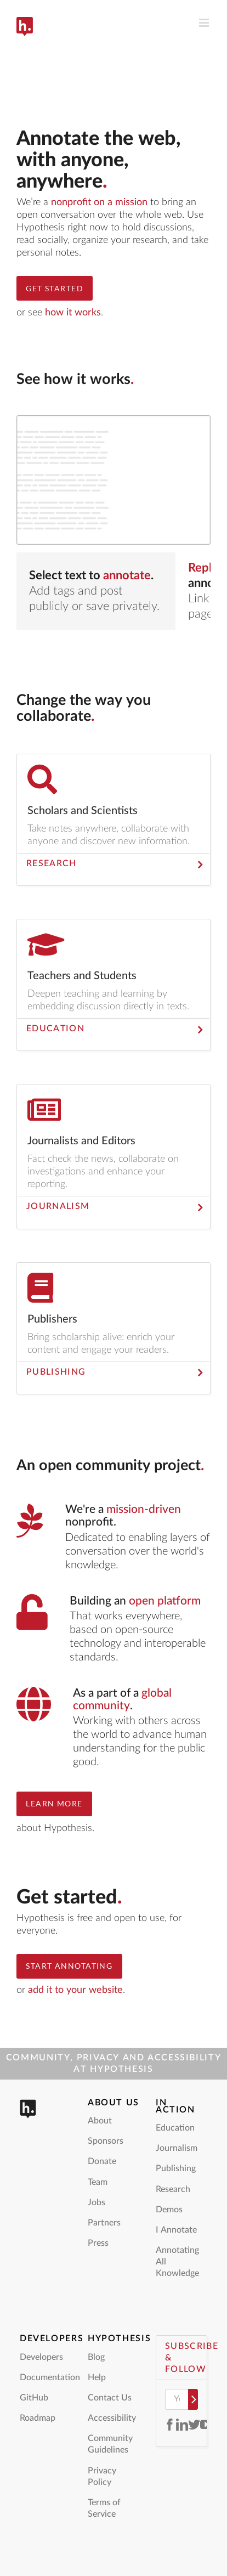 h.
Annotate the web,
with anyone,
anywhere.
We're a nonprofit on a mission to bring an
open conversation over the whole web. Use
Hypothesis right now to hold discussions,
read socially, organize your research, and take
personal notes.
GET STARTED
or see how it works.
See how it works.
Select text to annotate.
Add tags and post
publicly or save privately.
Link
Change the way you
collaborate.
Scholars and Scientists
Take notes anywhere, collaborate with
anyone and discover new information.
RESEARCH
Teachers and Students
Deepen teaching and learning by
embedding discussion directly in texts.
EDUCATION
Journalists and Editors
Fact check the news, collaborate on
investigations and enhance your
reporting.
JOURNALISM
Publishers
Bring scholarship alive: enrich your
content and engage your readers.
PUBLISHING
An open community project.
We're a mission-driven
nonprofit.
Dedicated to enabling layers of
conversation over the world's
knowledge.
Building an open platform
That works everywhere,
based on open-source
technology and interoperable
standards.
As a part of a global
community.
Working with others across
the world to advance human
understanding for the public
good.
LEARN MORE
about Hypothesis.
Get started.
Hypothesis is free and open to use, for
everyone.
START ANNOTATING
or add it to your website.
COMMUNITY, PRIVACY AND ACCESSIBILITY
AT HYPOTHESIS
h.
ABOUT US
About
Sponsors
Donate
Team
Jobs
Partners
Press
IN
ACTION
Education
Journalism
Publishing
Research
Demos
I Annotate
Annotating
All
Knowledge
DEVELOPERS
Developers
Documentation
GitHub
Roadmap
HYPOTHESIS
Blog
Help
Contact Us
Accessibility
Community
Guidelines
Privacy
Policy
Terms of
Service
SUBSCRIBE
&
FOLLOW